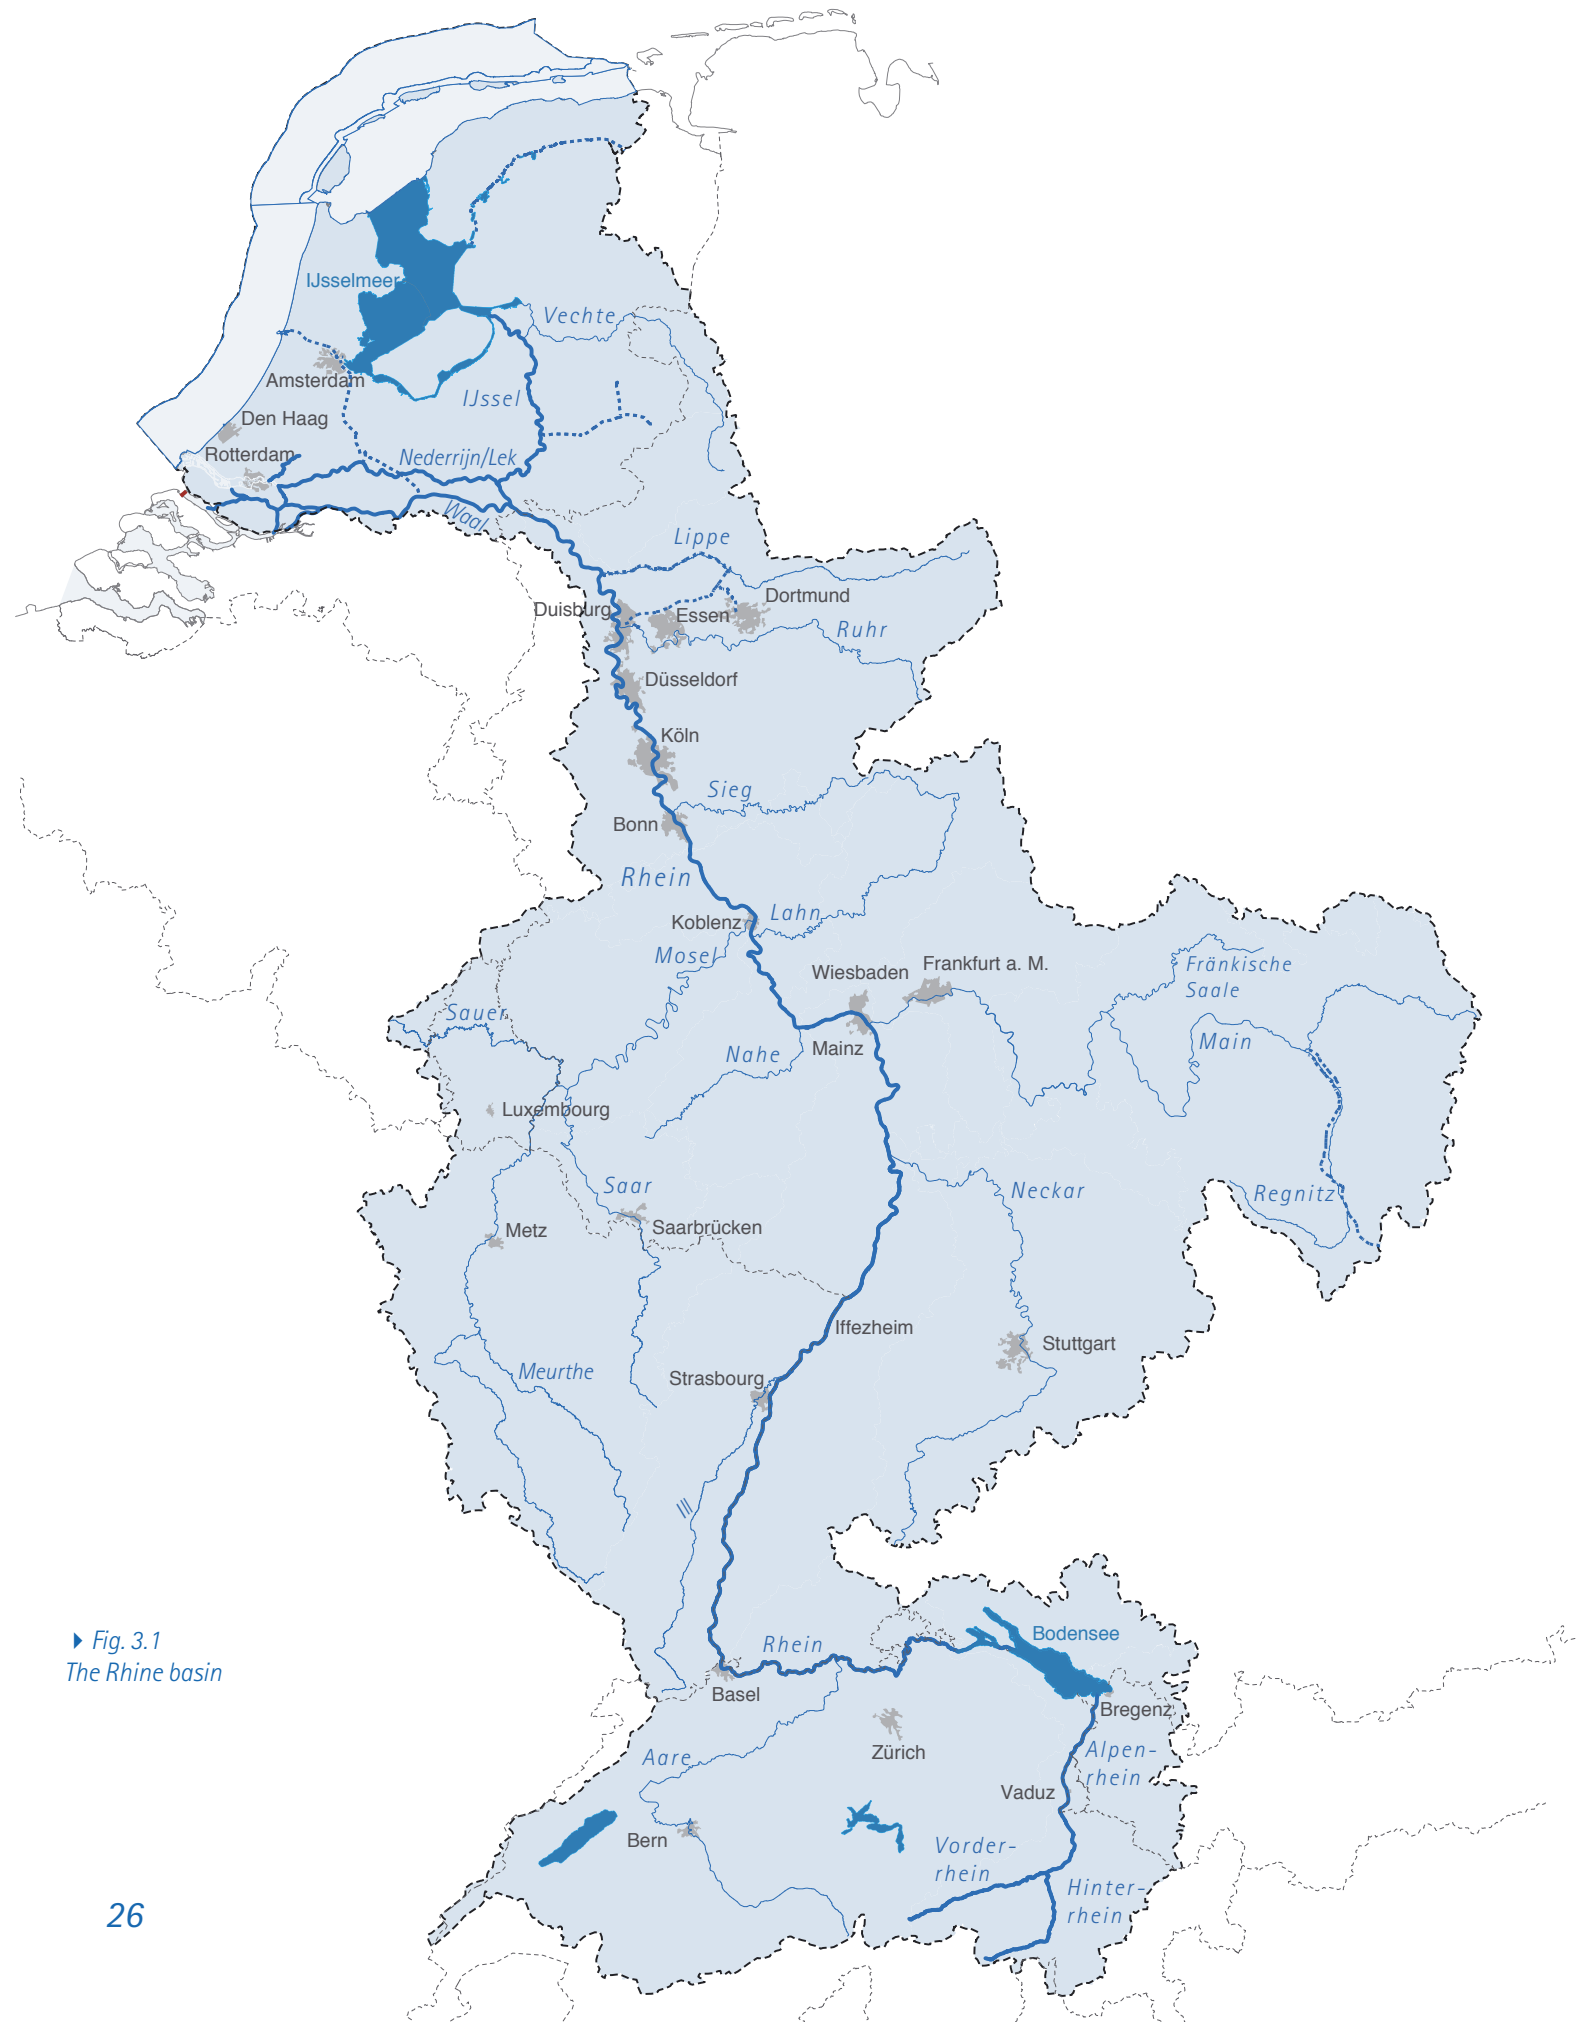 IJsselmeer
Vechte
Amsterdam
IJssel
Den Haag
Rotterdam
Nederrijn/Lek
Waal
Lippe
Duisburg
Essen
Dortmund
Ruhr
Düsseldorf
Köln
Sieg
Bonn
Rhein
Koblenz
Lahn
Mosel
Wiesbaden
Frankfurt a. M.
Fränkische
Saale
Sauer
Nahe
Mainz
Main
Luxembourg
Saar
Neckar
Regnitz
Metz
Saarbrücken
Iffezheim
Stuttgart
Meurthe
Strasbourg
Ill
Fig. 3.1
The Rhine basin
Rhein
Bodensee
Basel
Bregenz
Aare
Zürich
Alpen-
rhein
Vaduz
Bern
Vorder-
rhein
Hinter-
rhein
26